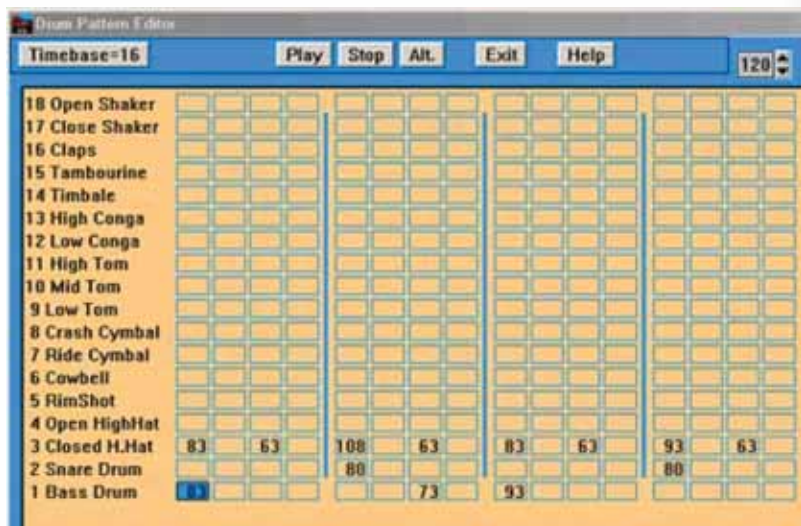 Drum Pattern Editor
Timebase=16 Play Stop Alt. Exit Help 120
18 Open Shaker
17 Close Shaker
16 Claps
15 Tambourine
14 Timbale
13 High Conga
12 Low Conga
11 High Tom
10 Mid Tom
9 Low Tom
8 Crash Cymbal
7 Ride Cymbal
6 Cowbell
5 RimShot
4 Open HighHat
3 Closed H.Hat 83 63 108 63 83 63 93 63
2 Snare Drum 80 80
1 Bass Drum 73 93